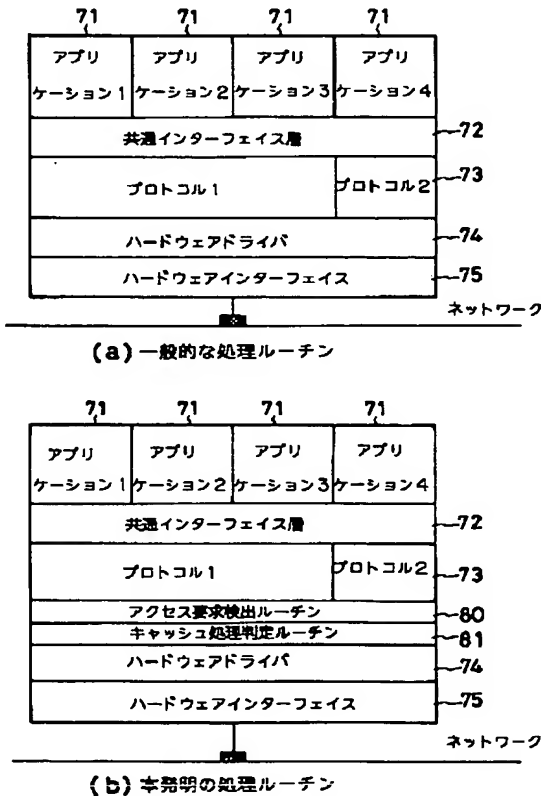 71 71 71 71
アプリ アプリ アプリ アプリ
ケーション1 ケーション2 ケーション3 ケーション4
共通インターフェイス層 72
プロトコル1 プロトコル2 73
ハードウェアドライバ 74
ハードウェアインターフェイス 75
ネットワーク
(a) 一般的な処理ルーチン
71 71 71 71
アプリ アプリ アプリ アプリ
ケーション1 ケーション2 ケーション3 ケーション4
共通インターフェイス層 72
プロトコル1 プロトコル2 73
アクセス要求検出ルーチン 80
キャッシュ処理判定ルーチン 81
ハードウェアドライバ 74
ハードウェアインターフェイス 75
ネットワーク
(b) 本発明の処理ルーチン